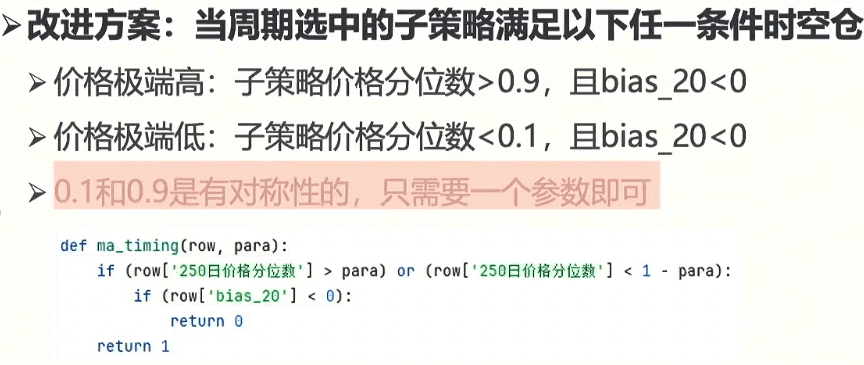 ➢改进方案：当周期选中的子策略满足以下任一条件时空仓
➢价格极端高：子策略价格分位数>0.9，且bias_20<0
➢价格极端低：子策略价格分位数<0.1，且bias_20<0
➢0.1和0.9是有对称性的，只需要一个参数即可
def ma_timing(row, para):
    if (row['250日价格分位数'] > para) or (row['250日价格分位数'] < 1 - para):
        if (row['bias_20'] < 0):
            return 0
    return 1